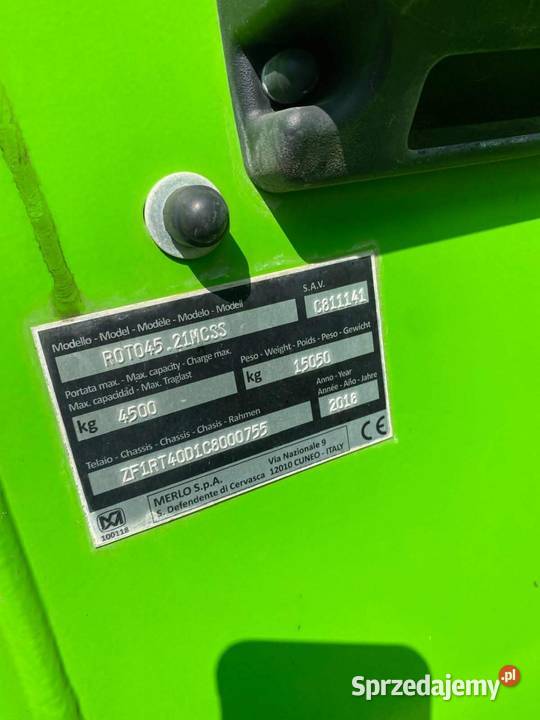 Modello - Model - Modèle - Modelo - Modell
S.A.V.
ROTO45.21MCSS
C811141
Portata max. - Max. capacity - Charge max.
Max. capacidad - Max. Traglast
Peso - Weight - Poids - Peso - Gewicht
kg 4500
kg 15050
Anno - Year
Année - Año - Jahre
2018
Telaio - Chassis - Chassis - Chasis - Rahmen
ZF1RT40D1C8000755
CE
MERLO S.p.A. Via Nazionale 9
S. Defendente di Cervasca 12010 CUNEO - ITALY
100118
Sprzedajemy.pl